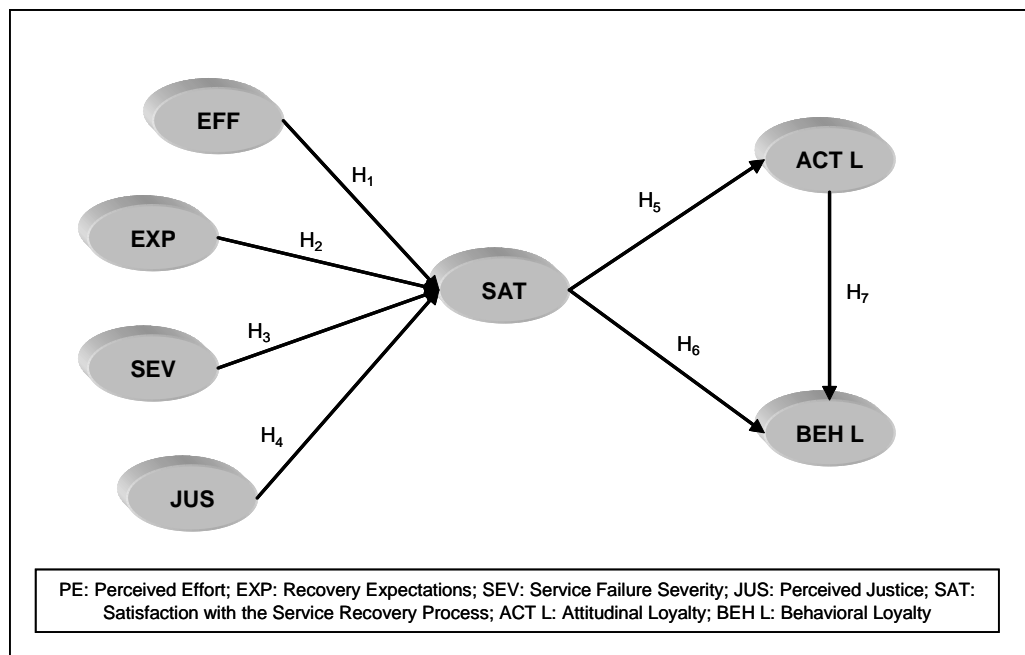 EFF
ACT L
H₁
H₅
EXP
H₂
SAT
H₇
H₃
H₆
SEV
BEH L
H₄
JUS
PE: Perceived Effort; EXP: Recovery Expectations; SEV: Service Failure Severity; JUS: Perceived Justice; SAT:
Satisfaction with the Service Recovery Process; ACT L: Attitudinal Loyalty; BEH L: Behavioral Loyalty